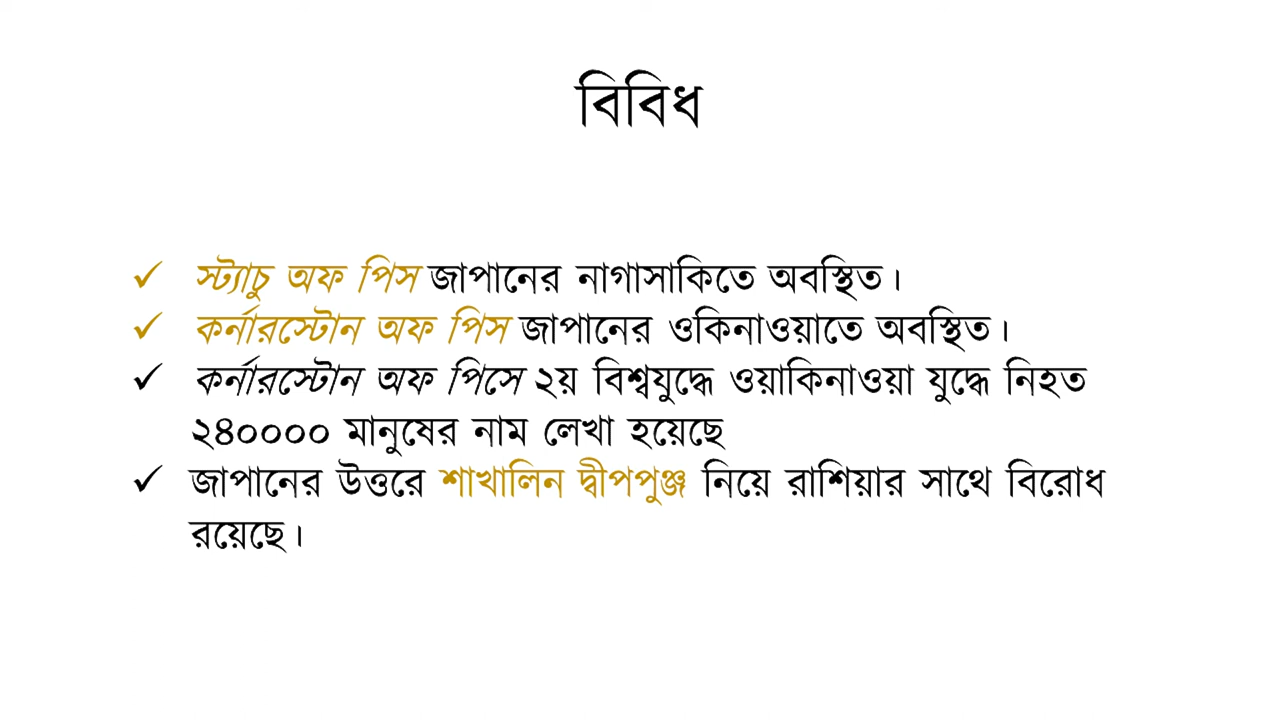 বিবিধ
স্ট্যাচু অফ পিস জাপানের নাগাসাকিতে অবস্থিত।
কর্নারস্টোন অফ পিস জাপানের ওকিনাওয়াতে অবস্থিত।
কর্নারস্টোন অফ পিসে ২য় বিশ্বযুদ্ধে ওয়াকিনাওয়া যুদ্ধে নিহত
২৪০০০০ মানুষের নাম লেখা হয়েছে
জাপানের উত্তরে শাখালিন দ্বীপপুঞ্জ নিয়ে রাশিয়ার সাথে বিরোধ
রয়েছে।